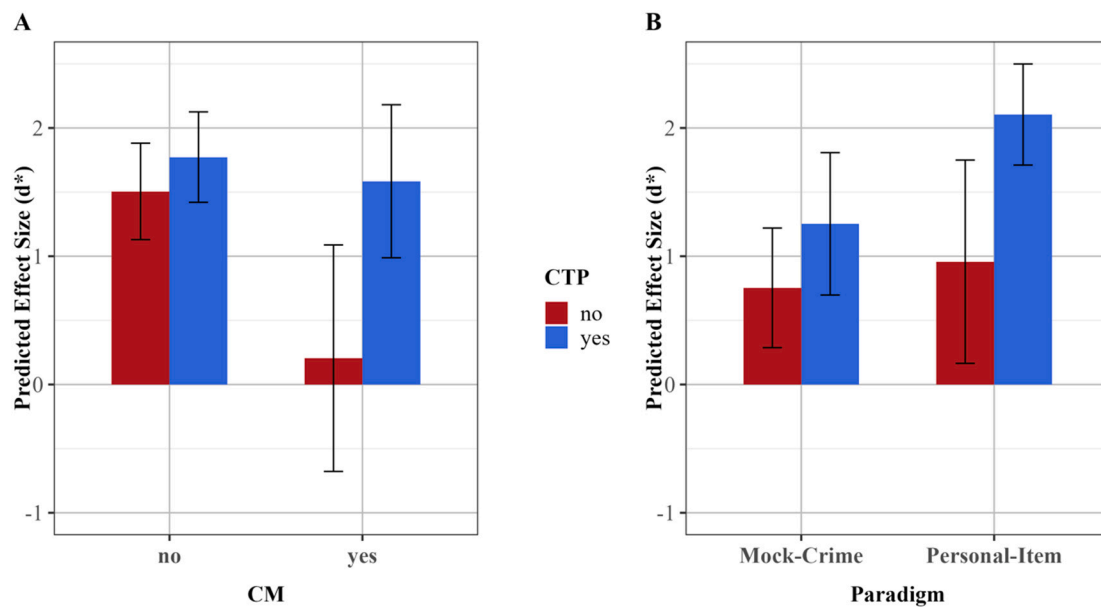 A
Predicted Effect Size (d*)
2
1
0
-1
no
yes
CM
CTP
no
yes
B
Predicted Effect Size (d*)
2
1
0
-1
Mock-Crime
Personal-Item
Paradigm